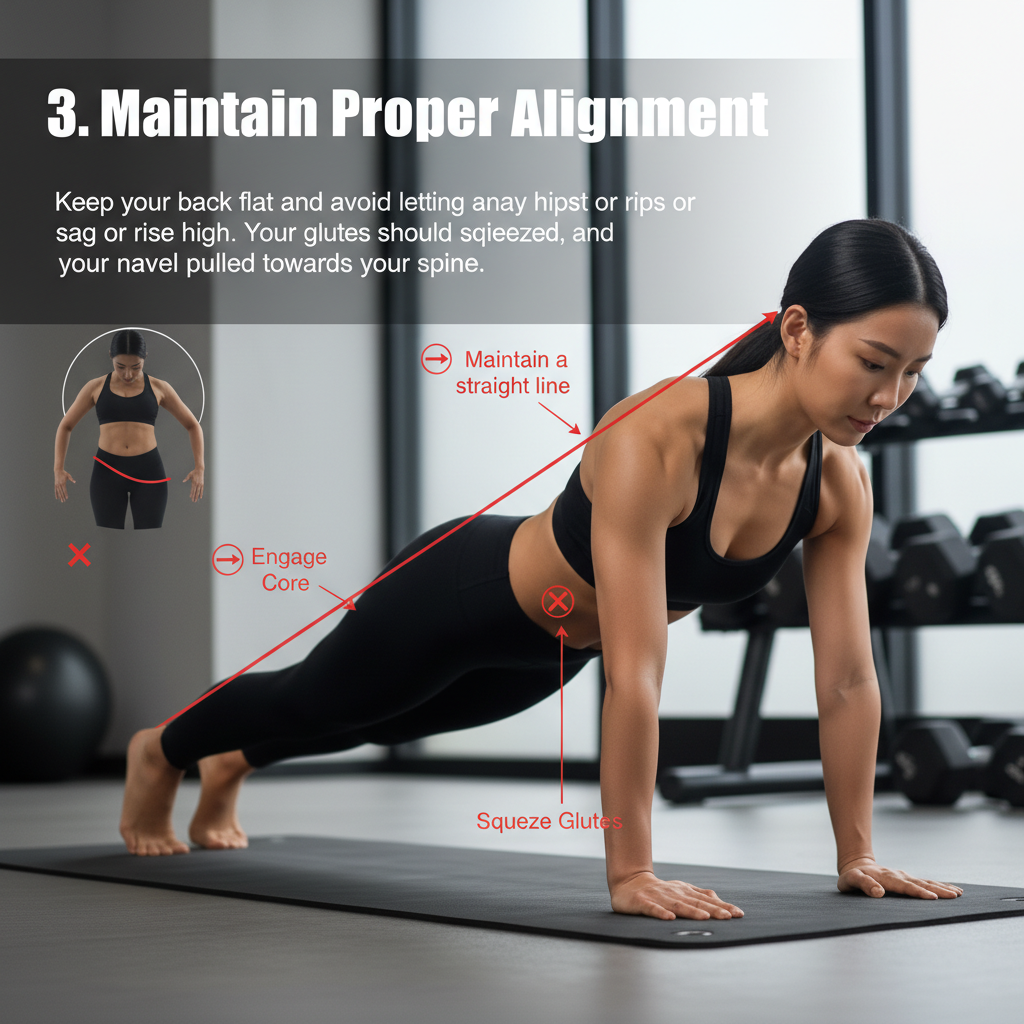 3. Maintain Proper Alignment
Keep your back flat and avoid letting anay hipst or rips or
sag or rise high. Your glutes should sqieezed, and
your navel pulled towards your spine.
Maintain a
straight line
Engage
Core
Squeze Glutes